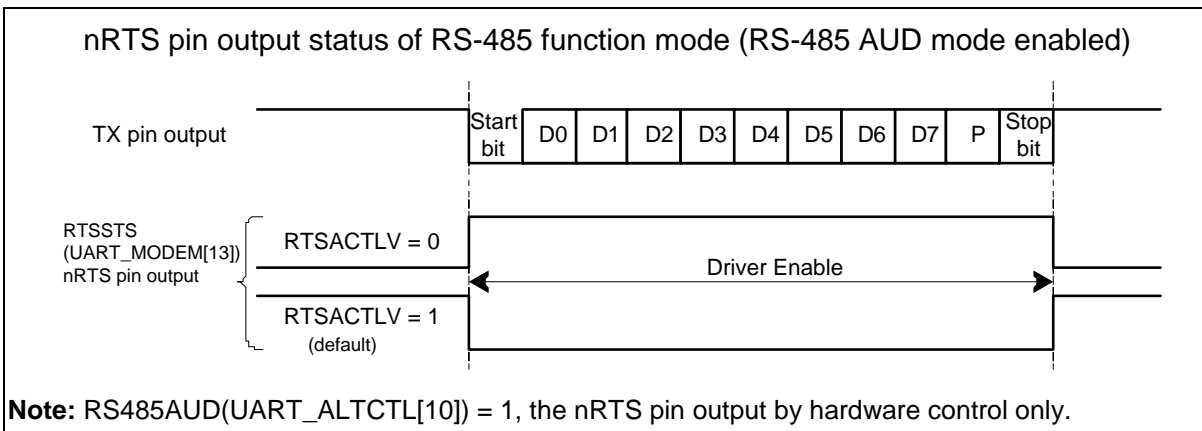 nRTS pin output status of RS-485 function mode (RS-485 AUD mode enabled)
TX pin output
Start bit
D0
D1
D2
D3
D4
D5
D6
D7
P
Stop bit
RTSSTS
(UART_MODEM[13])
nRTS pin output
RTSACTLV = 0
Driver Enable
RTSACTLV = 1
(default)
Note: RS485AUD(UART_ALTCTL[10]) = 1, the nRTS pin output by hardware control only.